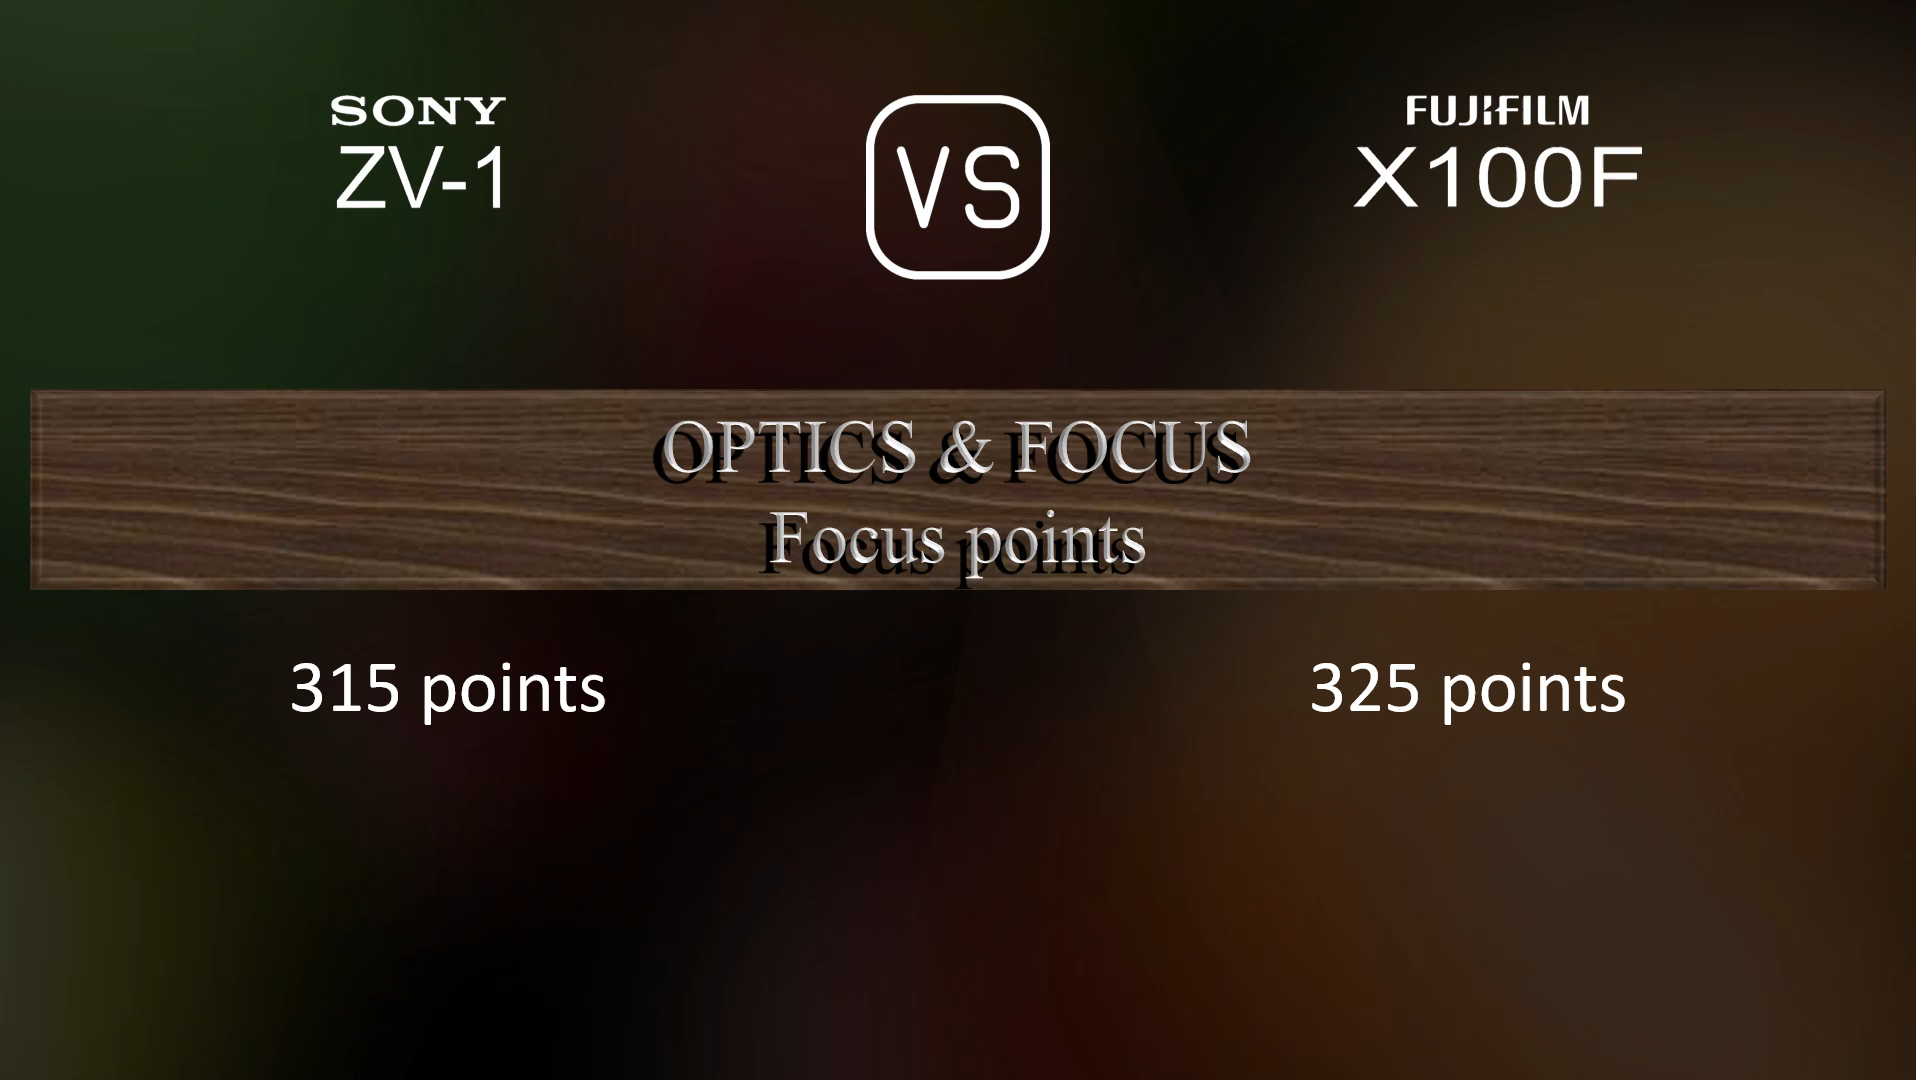 SONY
ZV-1
VS
FUJIFILM
X100F
OPTICS & FOCUS
Focus points
315 points
325 points